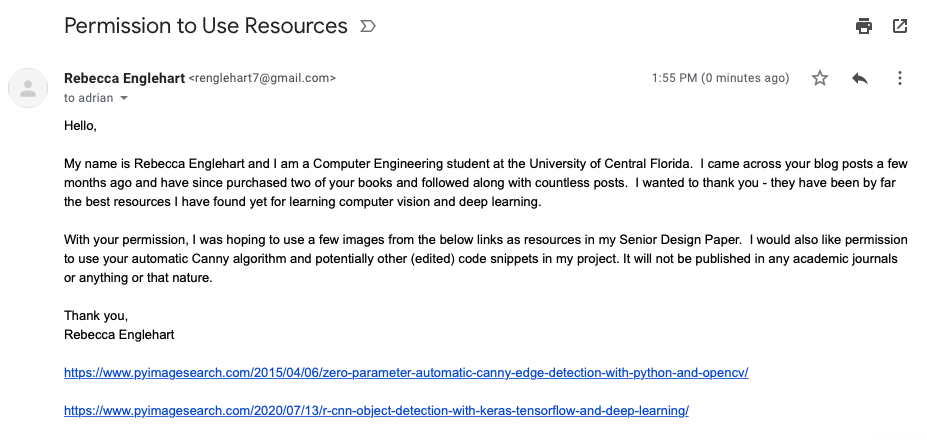 Permission to Use Resources
Rebecca Englehart <renglehart7@gmail.com>
1:55 PM (0 minutes ago)
to adrian
Hello,
My name is Rebecca Englehart and I am a Computer Engineering student at the University of Central Florida.  I came across your blog posts a few
months ago and have since purchased two of your books and followed along with countless posts.  I wanted to thank you - they have been by far
the best resources I have found yet for learning computer vision and deep learning.
With your permission, I was hoping to use a few images from the below links as resources in my Senior Design Paper.  I would also like permission
to use your automatic Canny algorithm and potentially other (edited) code snippets in my project. It will not be published in any academic journals
or anything or that nature.
Thank you,
Rebecca Englehart
https://www.pyimagesearch.com/2015/04/06/zero-parameter-automatic-canny-edge-detection-with-python-and-opencv/
https://www.pyimagesearch.com/2020/07/13/r-cnn-object-detection-with-keras-tensorflow-and-deep-learning/